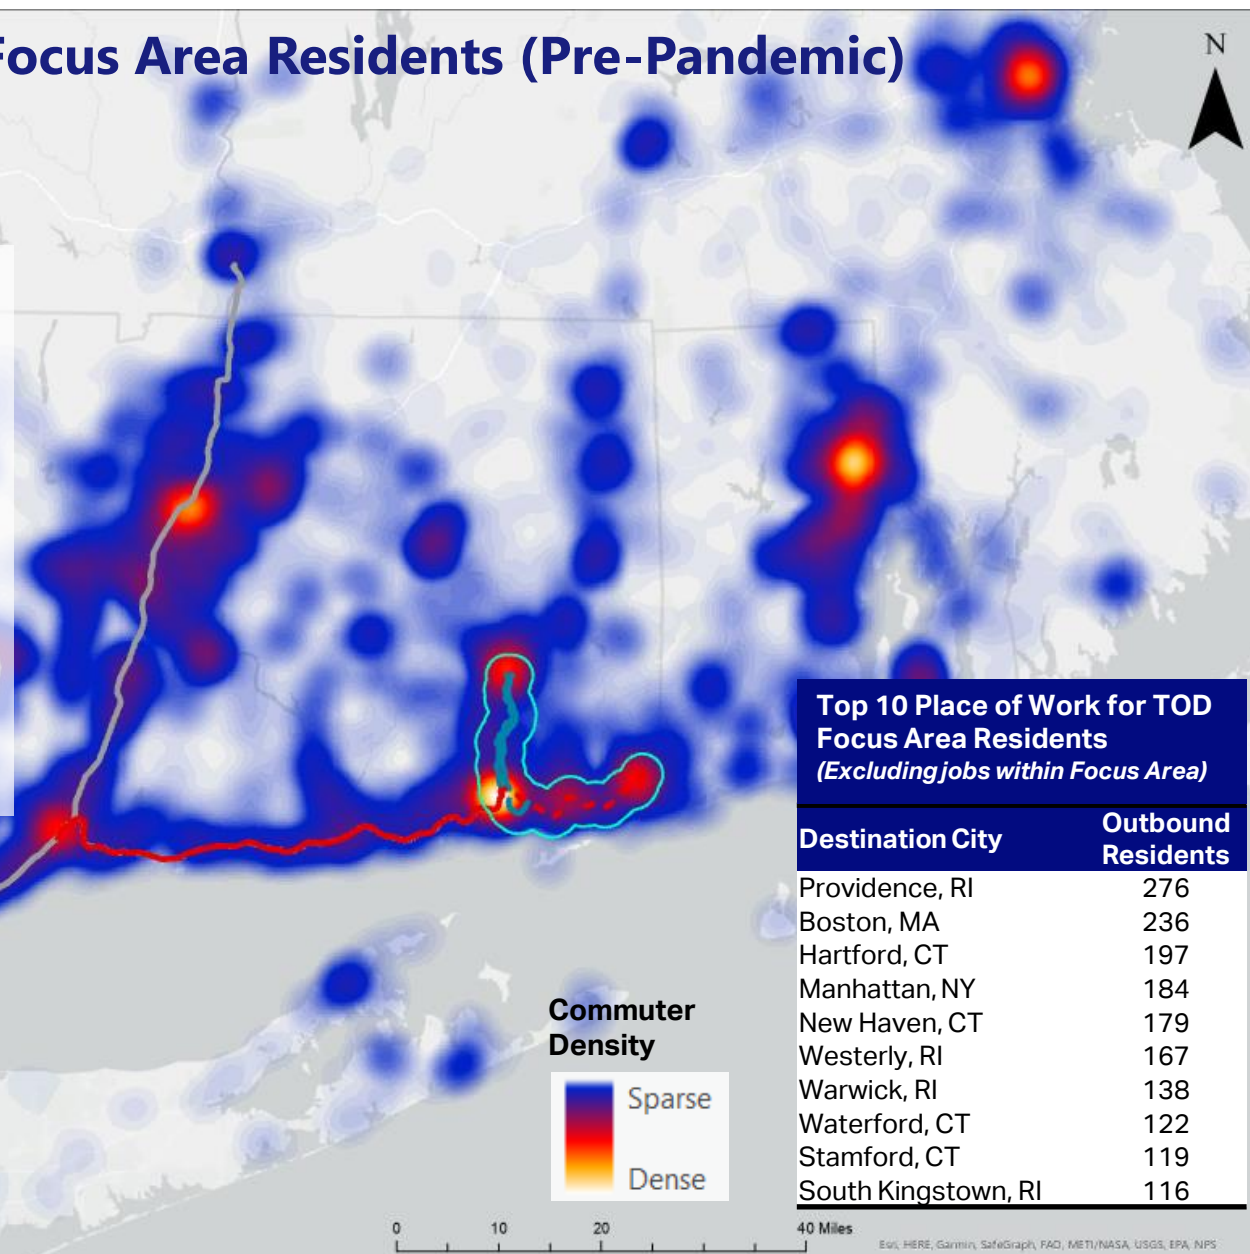 Focus Area Residents (Pre-Pandemic)
N
Top 10 Place of Work for TOD
Focus Area Residents
(Excluding jobs within Focus Area)
Destination City Outbound Residents
Providence, RI 276
Boston, MA 236
Hartford, CT 197
Manhattan, NY 184
New Haven, CT 179
Westerly, RI 167
Warwick, RI 138
Waterford, CT 122
Stamford, CT 119
South Kingstown, RI 116
Commuter
Density
Sparse
Dense
0 10 20 40 Miles
Esri, HERE, Garmin, SafeGraph, FAO, METI/NASA, USGS, EPA, NPS